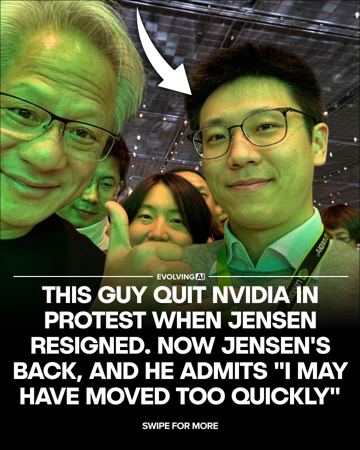 EVOLVING AI
THIS GUY QUIT NVIDIA IN
PROTEST WHEN JENSEN
RESIGNED. NOW JENSEN'S
BACK, AND HE ADMITS "I MAY
HAVE MOVED TOO QUICKLY"
SWIPE FOR MORE